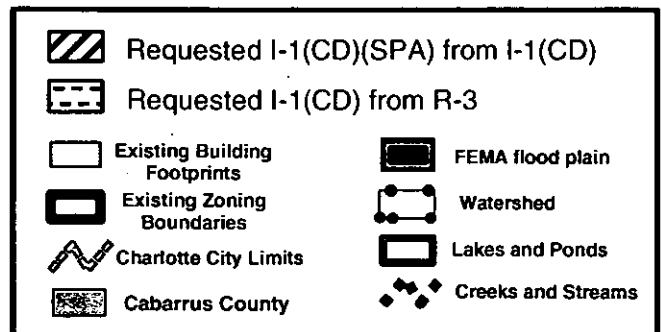 Requested I-1(CD)(SPA) from I-1(CD)
Requested I-1(CD) from R-3
Existing Building
Footprints
Existing Zoning
Boundaries
Charlotte City Limits
Cabarrus County
FEMA flood plain
Watershed
Lakes and Ponds
Creeks and Streams